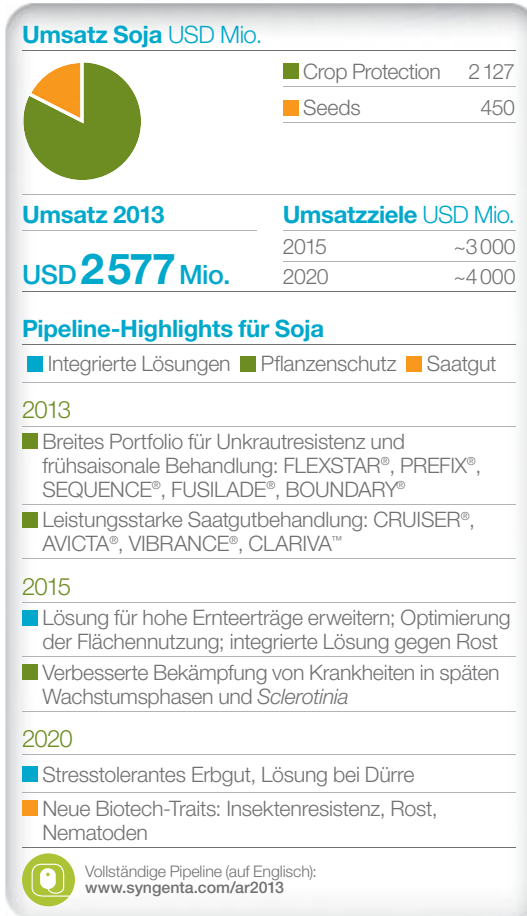 Umsatz Soja USD Mio.
Crop Protection 2 127
Seeds 450
Umsatz 2013
USD 2 577 Mio.
Umsatzziele USD Mio.
2015 ~3 000
2020 ~4 000
Pipeline-Highlights für Soja
Integrierte Lösungen Pflanzenschutz Saatgut
2013
Breites Portfolio für Unkrautresistenz und
frühsaisonale Behandlung: FLEXSTAR®, PREFIX®,
SEQUENCE®, FUSILADE®, BOUNDARY®
Leistungsstarke Saatgutbehandlung: CRUISER®,
AVICTA®, VIBRANCE®, CLARIVA™
2015
Lösung für hohe Ernteerträge erweitern; Optimierung
der Flächennutzung; integrierte Lösung gegen Rost
Verbesserte Bekämpfung von Krankheiten in späten
Wachstumsphasen und Sclerotinia
2020
Stresstolerantes Erbgut, Lösung bei Dürre
Neue Biotech-Traits: Insektenresistenz, Rost,
Nematoden
Vollständige Pipeline (auf Englisch):
www.syngenta.com/ar2013